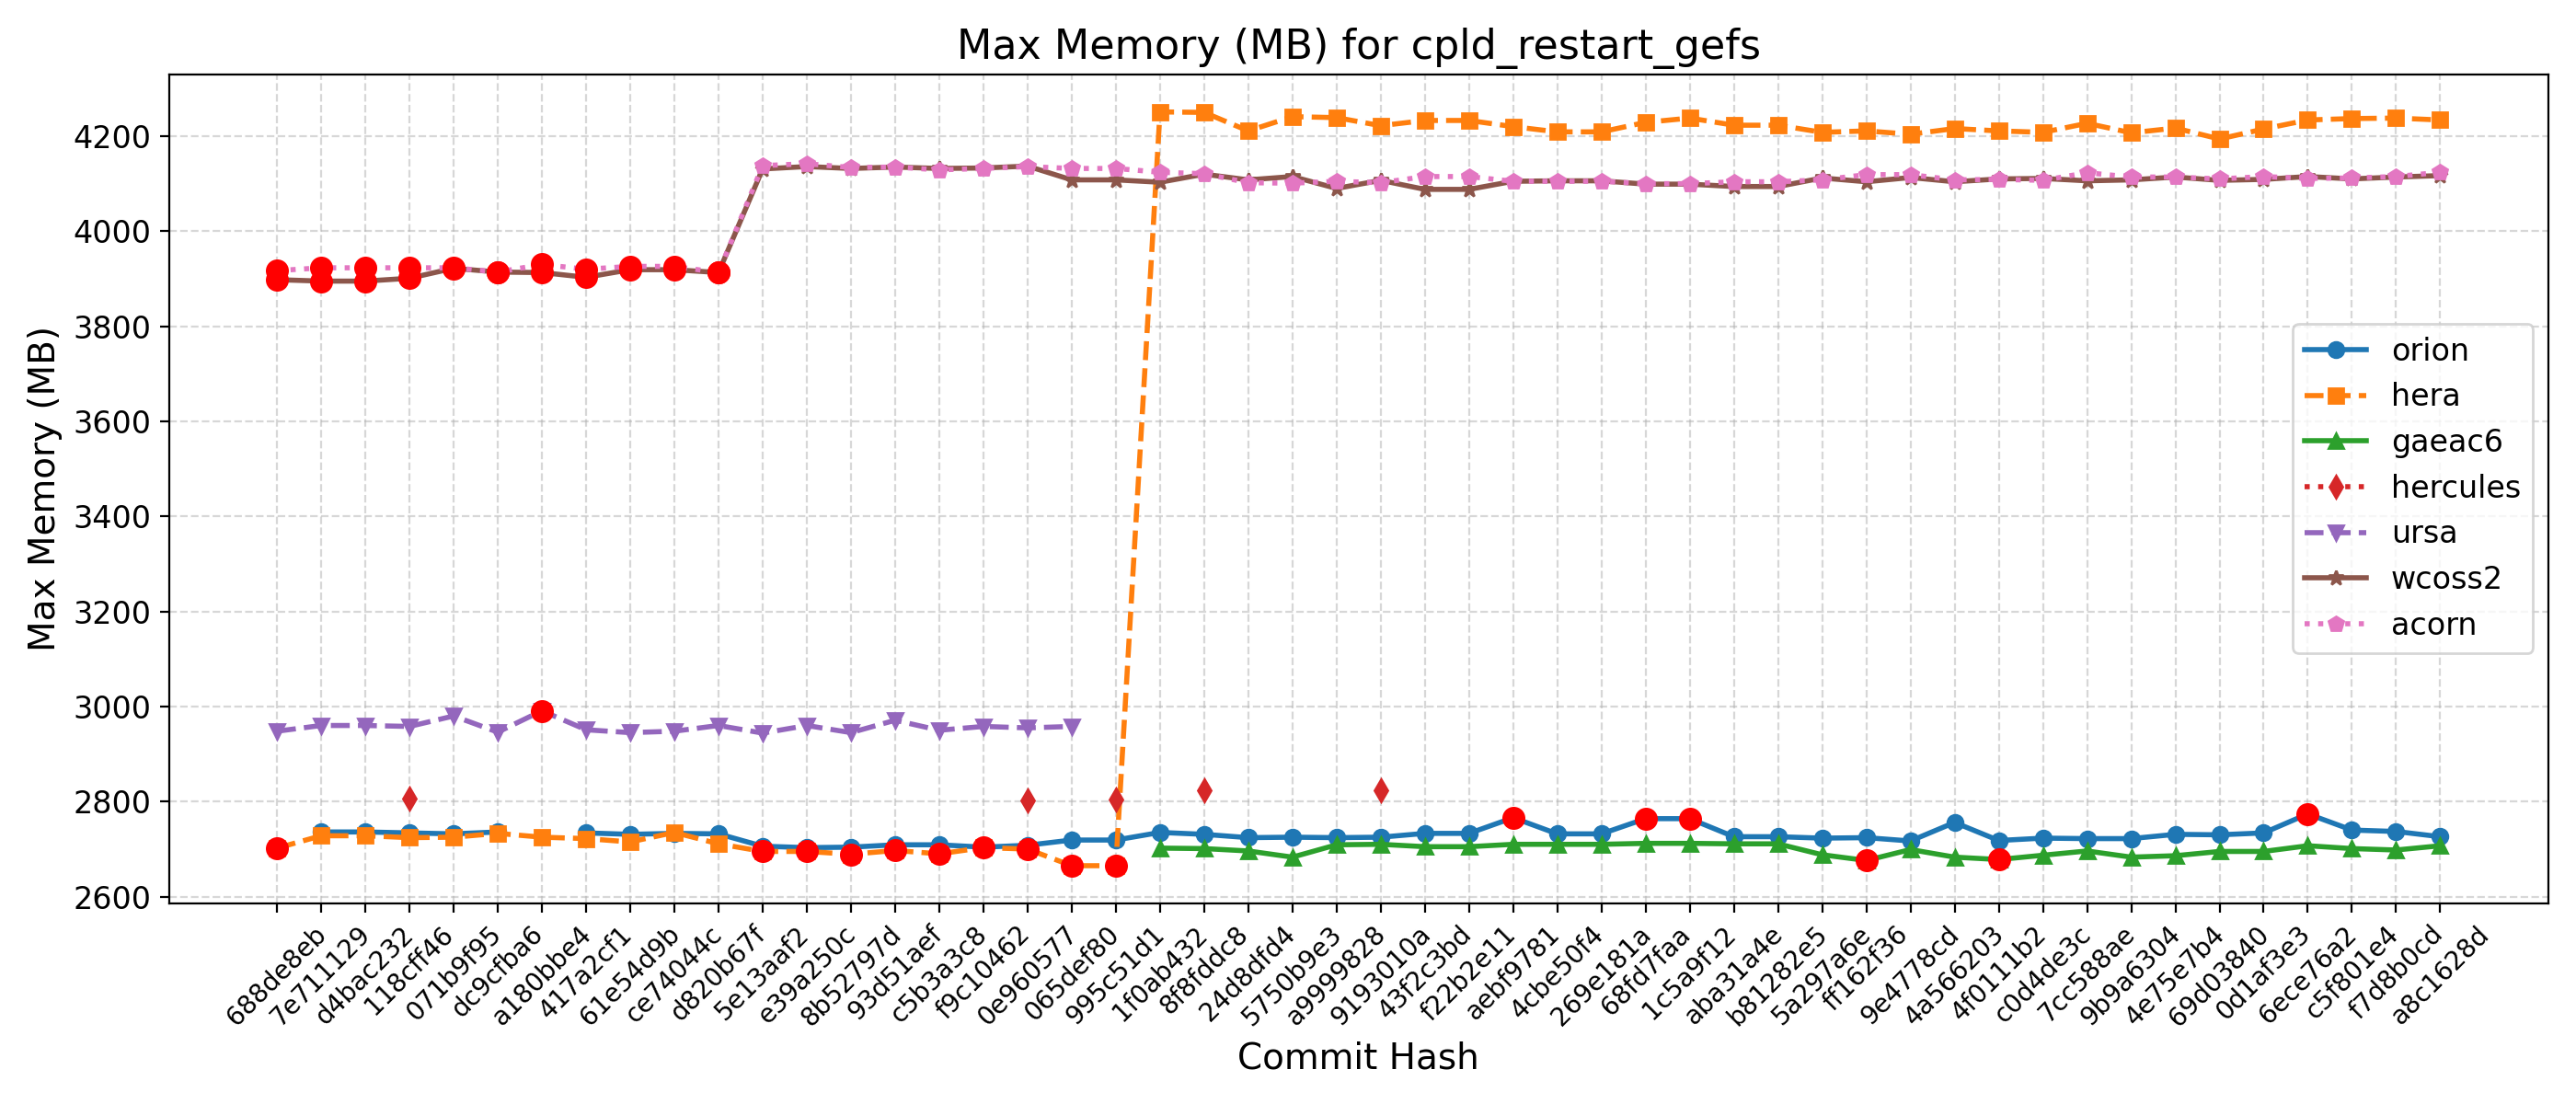 Max Memory (MB) for cpld_restart_gefs
Max Memory (MB)
4200
4000
3800
3600
3400
3200
3000
2800
2600
orion
hera
gaeac6
hercules
ursa
wcoss2
acorn
688de8eb
7e711129
d4bac232
118cff46
071b9f95
dc9cfba6
a180bbe4
417a2cf1
61e54d9b
ce74044c
d820b67f
5e13aaf2
e39a250c
8b52797d
93d51aef
c5b3a3c8
f9c10462
0e960577
065def80
995c51d1
1f0ab432
8f8fddc8
24d8dfd4
5750b9e3
a9999828
9193010a
43f2c3bd
f22b2e11
aebf9781
4cbe50f4
269e181a
68fd7faa
1c5a9f12
aba31a4e
b81282e5
5a297a6e
ff162f36
9e4778cd
4a566203
4f0111b2
c0d4de3c
7cc588ae
9b9a6304
4e75e7b4
69d03840
0d1af3e3
6ece76a2
c5f801e4
f7d8b0cd
a8c1628d
Commit Hash